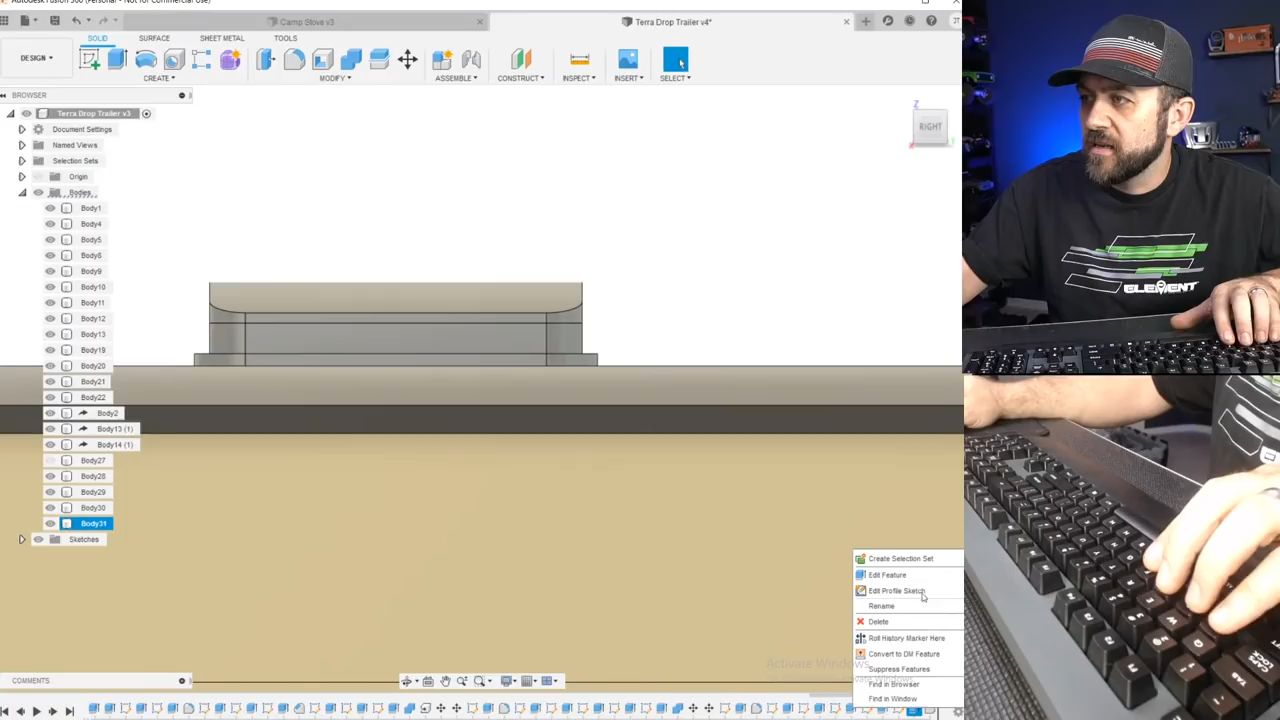 Autodesk Fusion 360 (Personal - Not for Commercial Use)
Camp Stove v3
Terra Drop Trailer v4*
SOLID
SURFACE
SHEET METAL
TOOLS
DESIGN
CREATE
MODIFY
ASSEMBLE
CONSTRUCT
INSPECT
INSERT
SELECT
BROWSER
Terra Drop Trailer v3
Document Settings
Named Views
Selection Sets
Origin
Bodies
Body1
Body4
Body5
Body8
Body9
Body10
Body11
Body12
Body13
Body19
Body20
Body21
Body22
Body2
Body13 (1)
Body14 (1)
Body27
Body28
Body29
Body30
Body31
Sketches
Z
RIGHT
Create Selection Set
Edit Feature
Edit Profile Sketch
Rename
Delete
Roll History Marker Here
Convert to DM Feature
Suppress Features
Find in Browser
Find in Window
Activate Windows
COMMENTS
ELEMENT